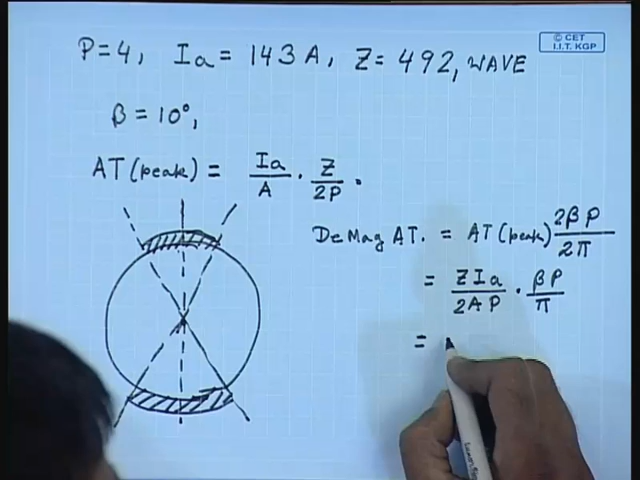 © CET
I.I.T. KGP
P=4, Ia = 143A, Z = 492, WAVE
β = 10°,
AT(peak) = Ia/A · Z/2P .
DeMag AT. = AT(peak) 2βP/2π
= ZIa/2AP · βP/π
=